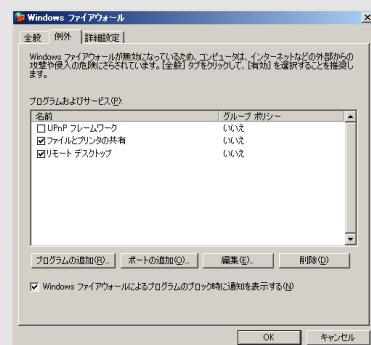 Windows ファイアウォール
全般 例外 詳細設定
Windows ファイアウォールが無効になっているため、コンピュータは、インターネットなどの外部からの
攻撃や侵入の危険にさらされています。[全般] タブをクリックして、[有効] を選択することを推奨し
ます。
プログラムおよびサービス(P):
名前 グループ ポリシー
UPnP フレームワーク いいえ
ファイルとプリンタの共有 いいえ
リモート デスクトップ いいえ
プログラムの追加(R)... ポートの追加(O)... 編集(E)... 削除(D)
Windows ファイアウォールによるプログラムのブロック時に通知を表示する(N)
OK キャンセル